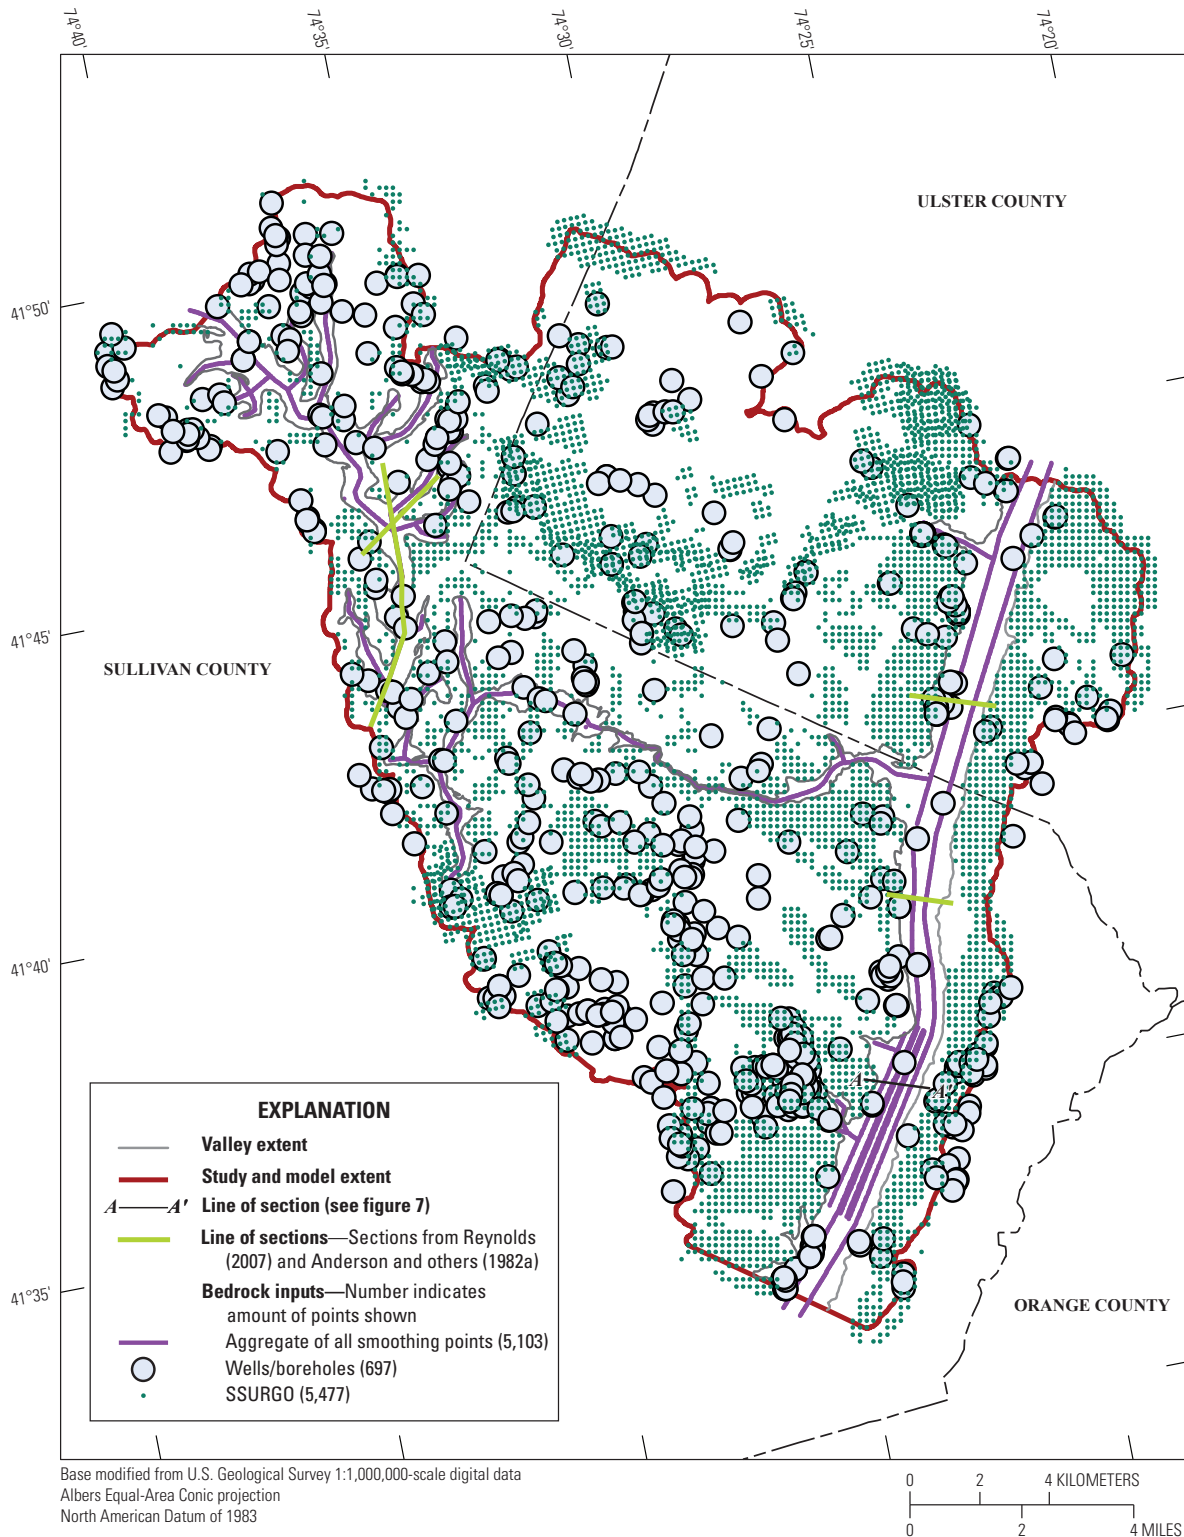 74°40'
74°35'
74°30'
74°25'
74°20'
ULSTER COUNTY
41°50'
41°45'
SULLIVAN COUNTY
41°40'
A
A'
EXPLANATION
Valley extent
Study and model extent
A A' Line of section (see figure 7)
Line of sections—Sections from Reynolds
(2007) and Anderson and others (1982a)
Bedrock inputs—Number indicates
amount of points shown
Aggregate of all smoothing points (5,103)
Wells/boreholes (697)
SSURGO (5,477)
41°35'
ORANGE COUNTY
Base modified from U.S. Geological Survey 1:1,000,000-scale digital data
Albers Equal-Area Conic projection
North American Datum of 1983
0 2 4 KILOMETERS
0 2 4 MILES